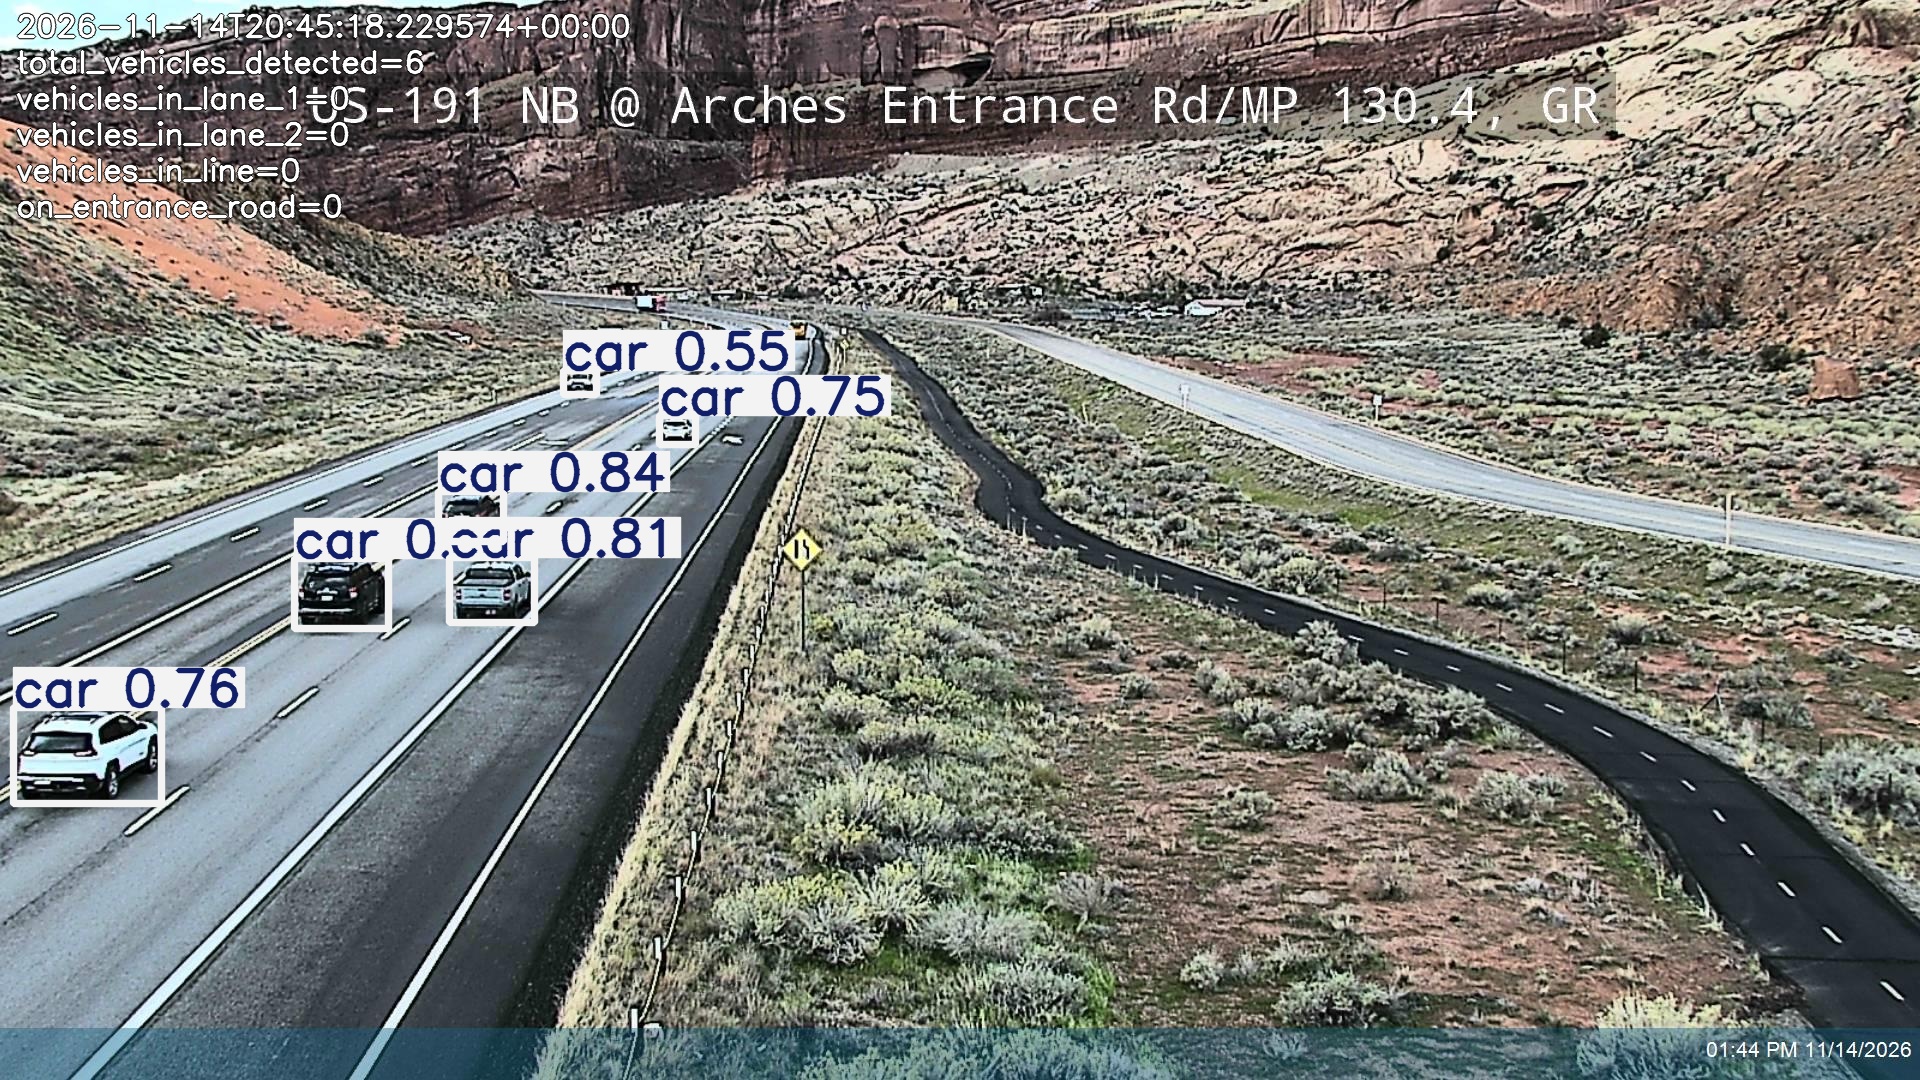 2026-11-14T20:45:18.229574+00:00
total_vehicles_detected=6
vehicles_in_lane_1=0
US-191 NB @ Arches Entrance Rd/MP 130.4, GR
vehicles_in_lane_2=0
vehicles_in_line=0
on_entrance_road=0
car 0.55
car 0.75
car 0.84
car 0.
car 0.81
car 0.76
01:44 PM 11/14/2026